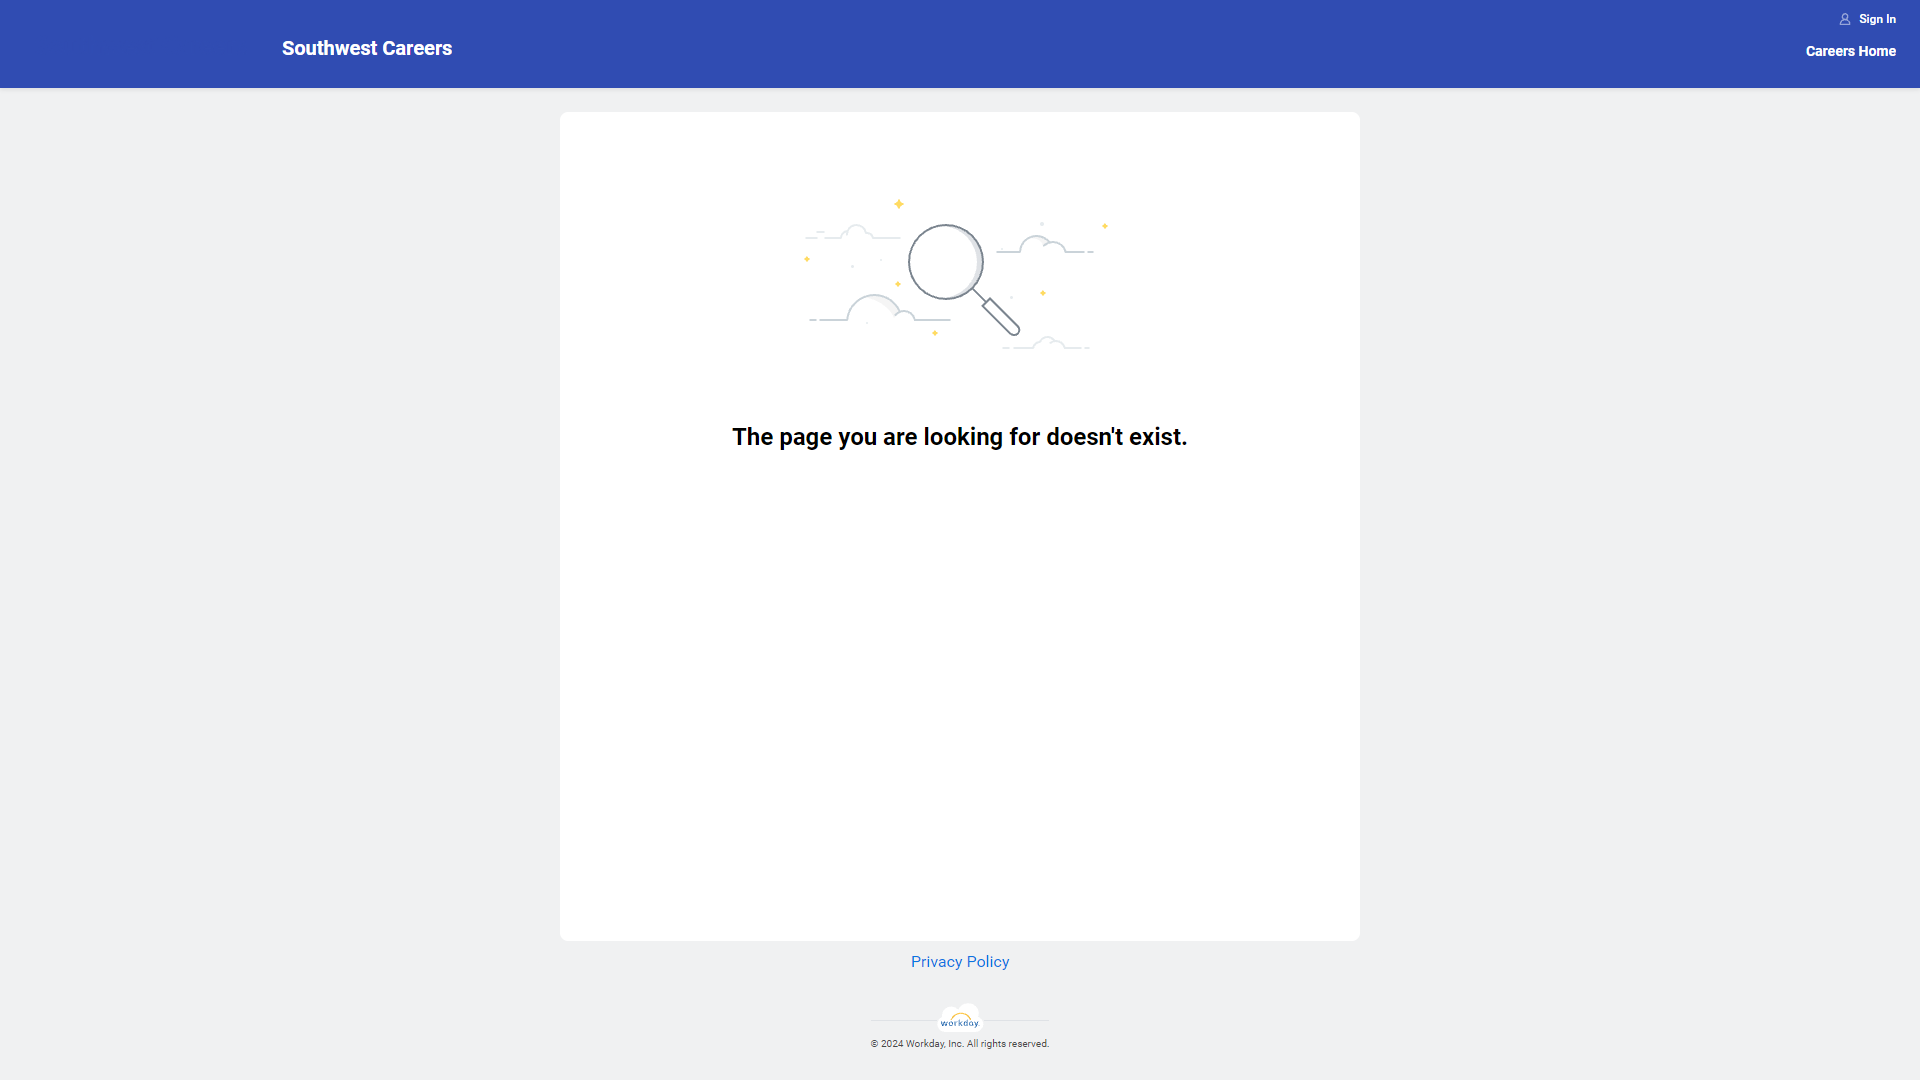 Sign In
Southwest Careers
Careers Home
The page you are looking for doesn't exist.
Privacy Policy
workday.
© 2024 Workday, Inc. All rights reserved.